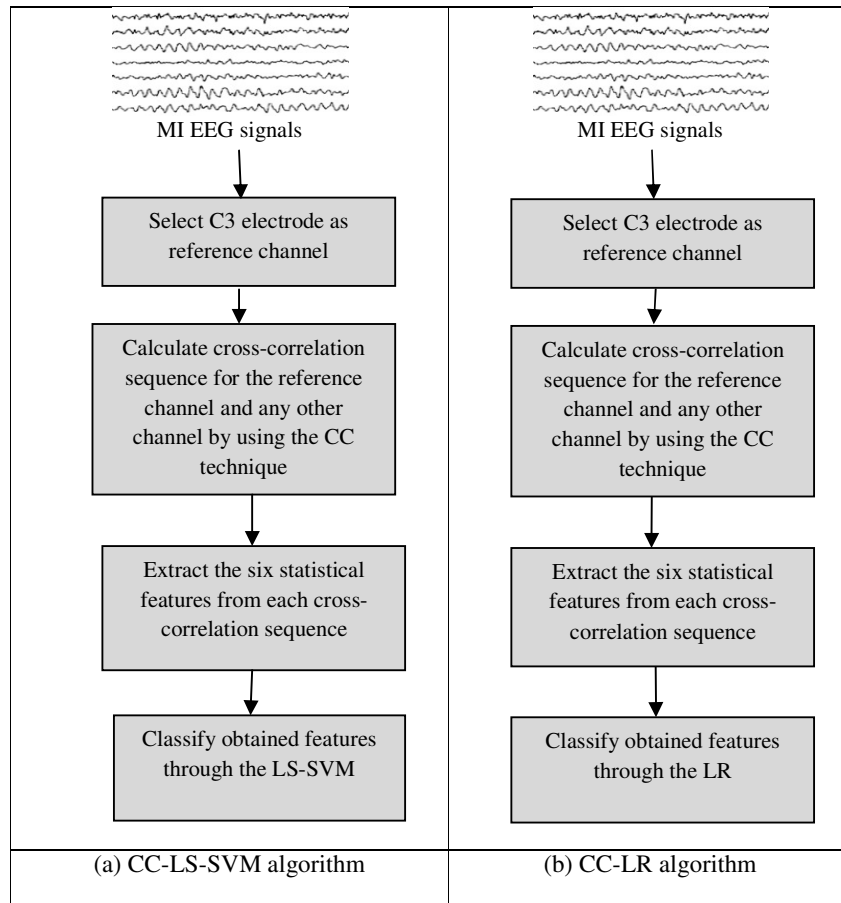 MI EEG signals
Select C3 electrode as
reference channel
Calculate cross-correlation
sequence for the reference
channel and any other
channel by using the CC
technique
Extract the six statistical
features from each cross-
correlation sequence
Classify obtained features
through the LS-SVM
(a) CC-LS-SVM algorithm
MI EEG signals
Select C3 electrode as
reference channel
Calculate cross-correlation
sequence for the reference
channel and any other
channel by using the CC
technique
Extract the six statistical
features from each cross-
correlation sequence
Classify obtained features
through the LR
(b) CC-LR algorithm